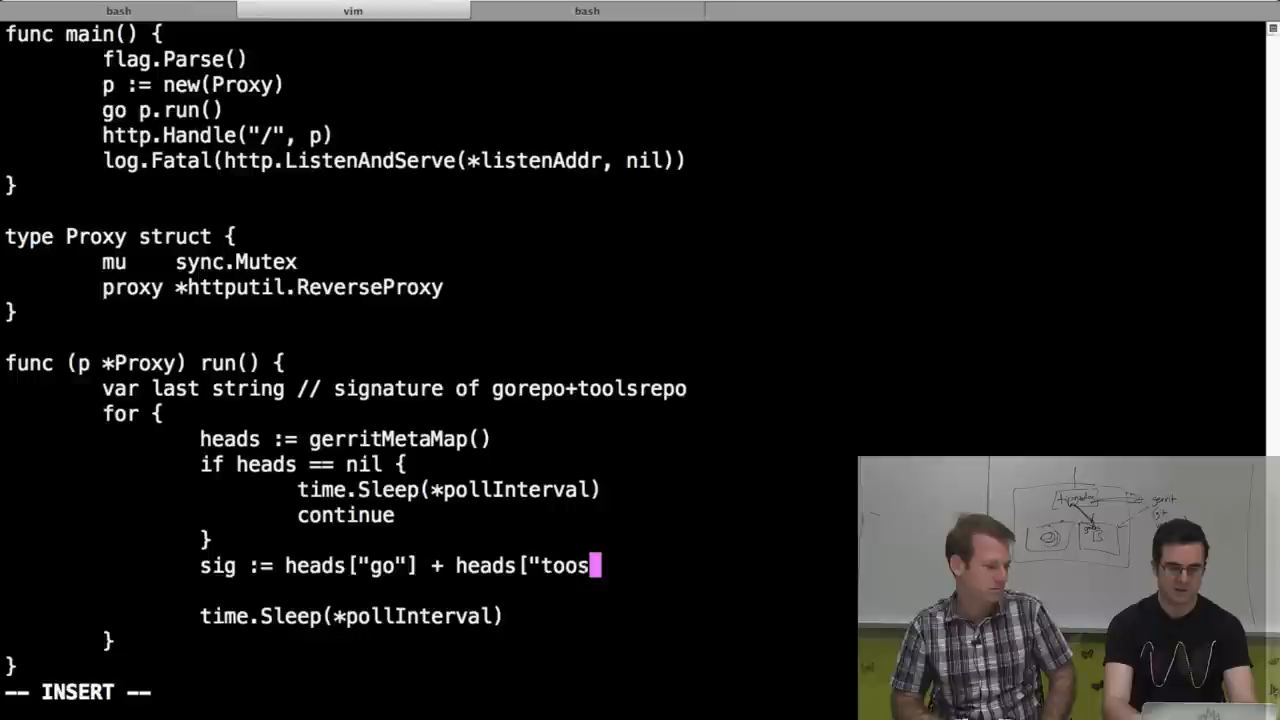 bash vim bash
func main() {
flag.Parse()
p := new(Proxy)
go p.run()
http.Handle("/", p)
log.Fatal(http.ListenAndServe(*listenAddr, nil))
}
type Proxy struct {
mu sync.Mutex
proxy *httputil.ReverseProxy
}
func (p *Proxy) run() {
var last string // signature of gorepo+toolsrepo
for {
heads := gerritMetaMap()
if heads == nil {
time.Sleep(*pollInterval)
continue
}
sig := heads["go"] + heads["toos
time.Sleep(*pollInterval)
}
}
-- INSERT --
gerrit